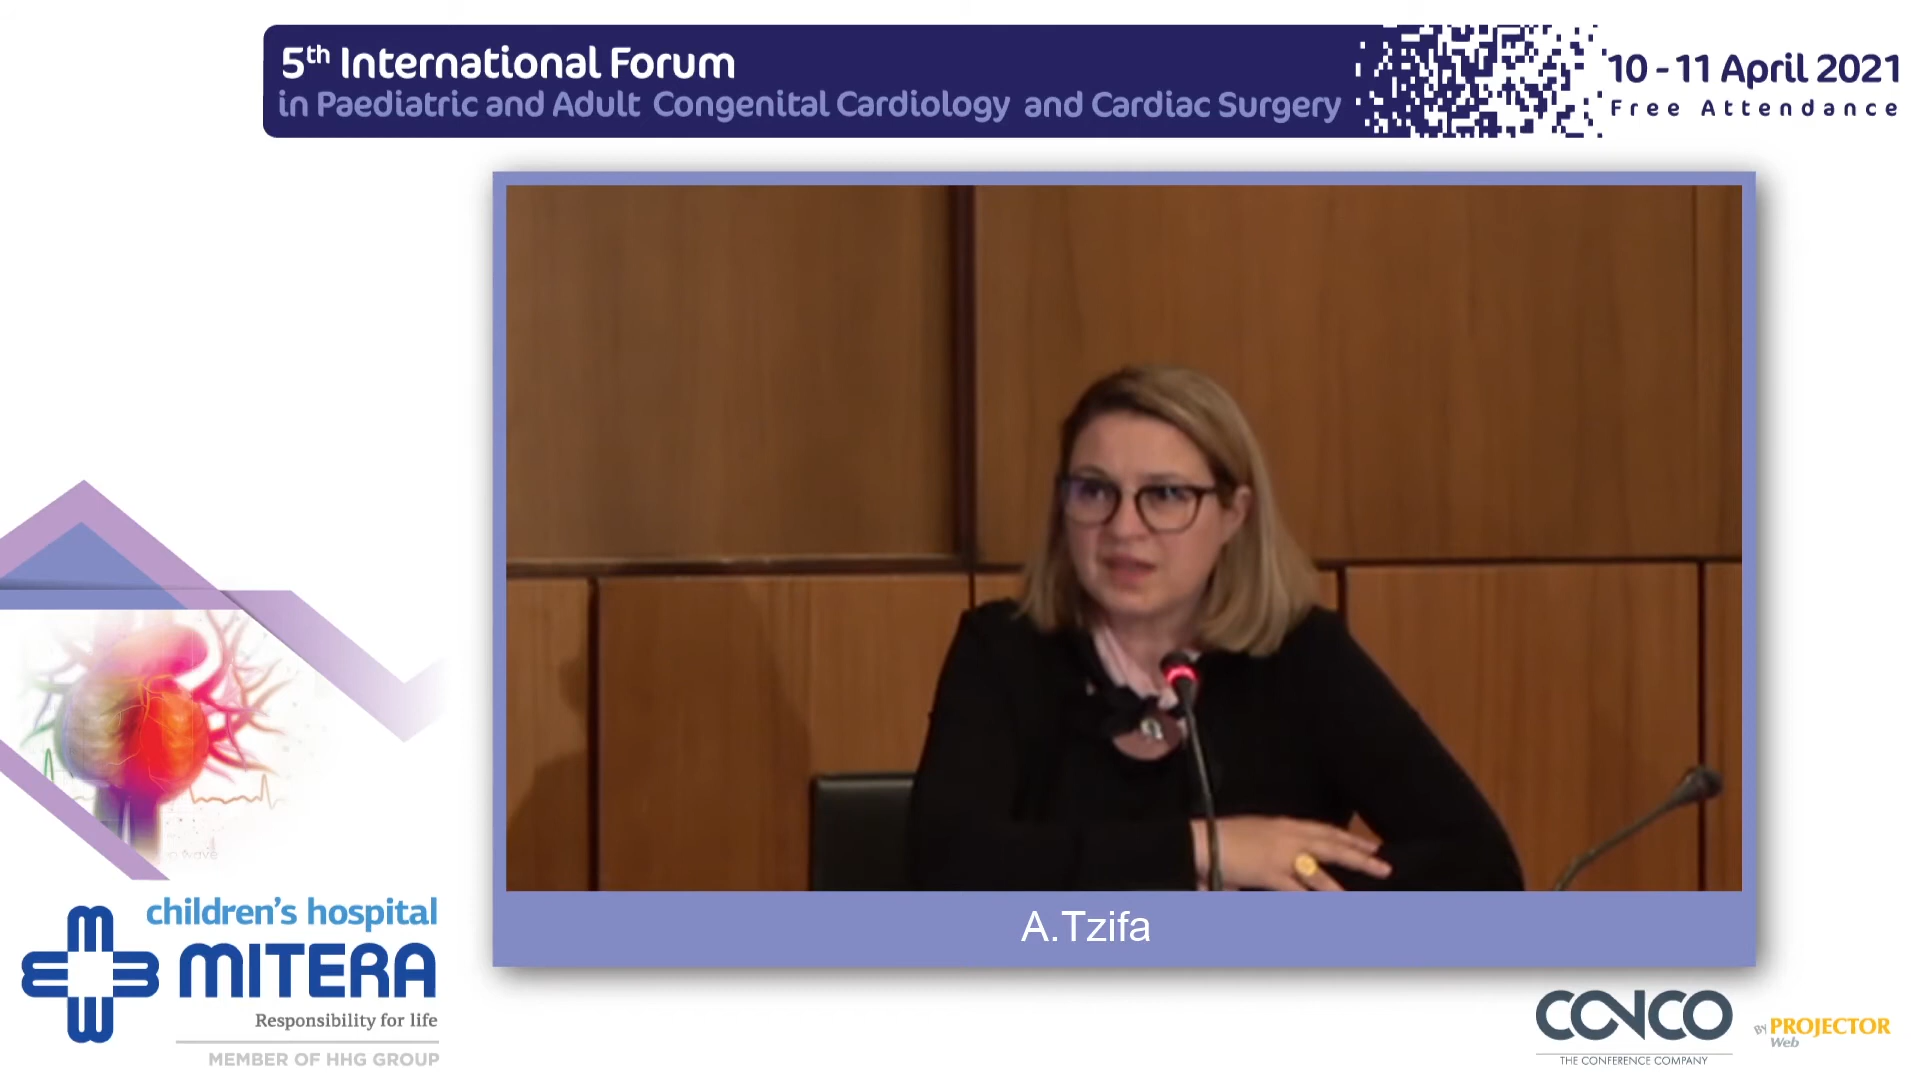 5th International Forum
in Paediatric and Adult Congenital Cardiology and Cardiac Surgery
10 - 11 April 2021
Free Attendance
A.Tzifa
children's hospital
MITERA
Responsibility for life
MEMBER OF HHG GROUP
CONCO
THE CONFERENCE COMPANY
BY PROJECTOR
Web